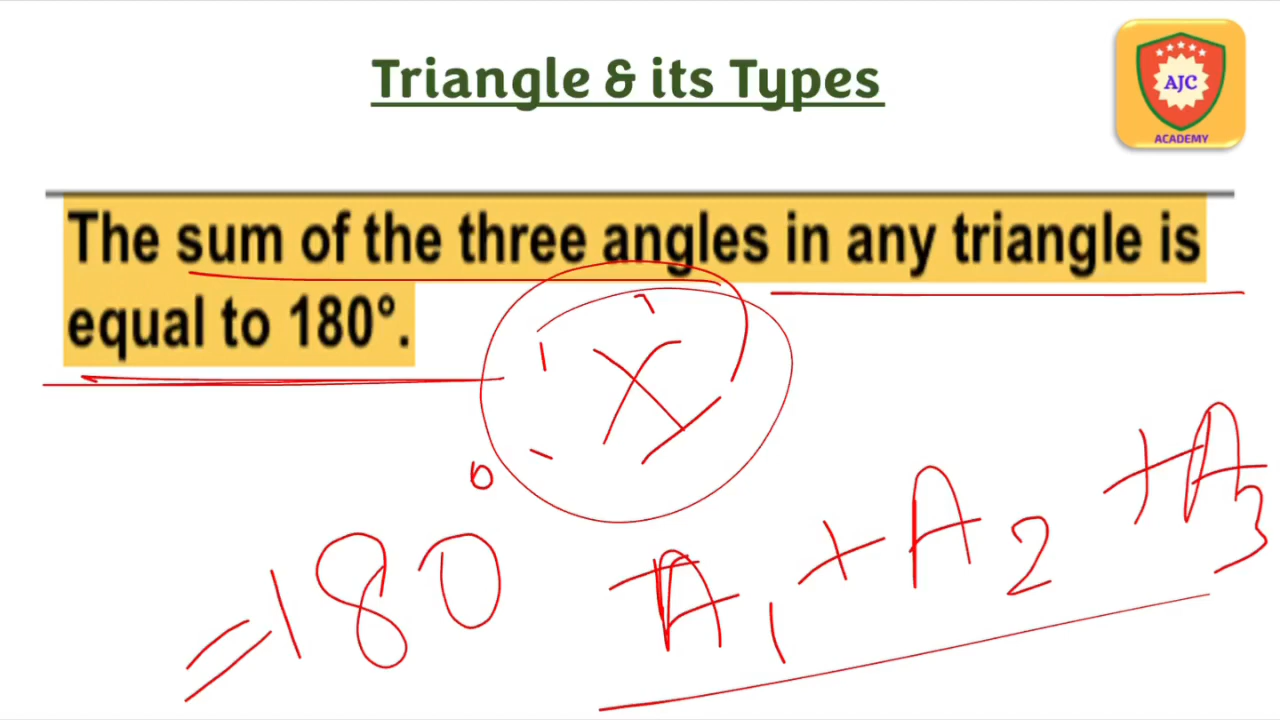 Triangle & its Types
AJC
ACADEMY
The sum of the three angles in any triangle is
equal to 180°.
A1 + A2 + A3
= 180°